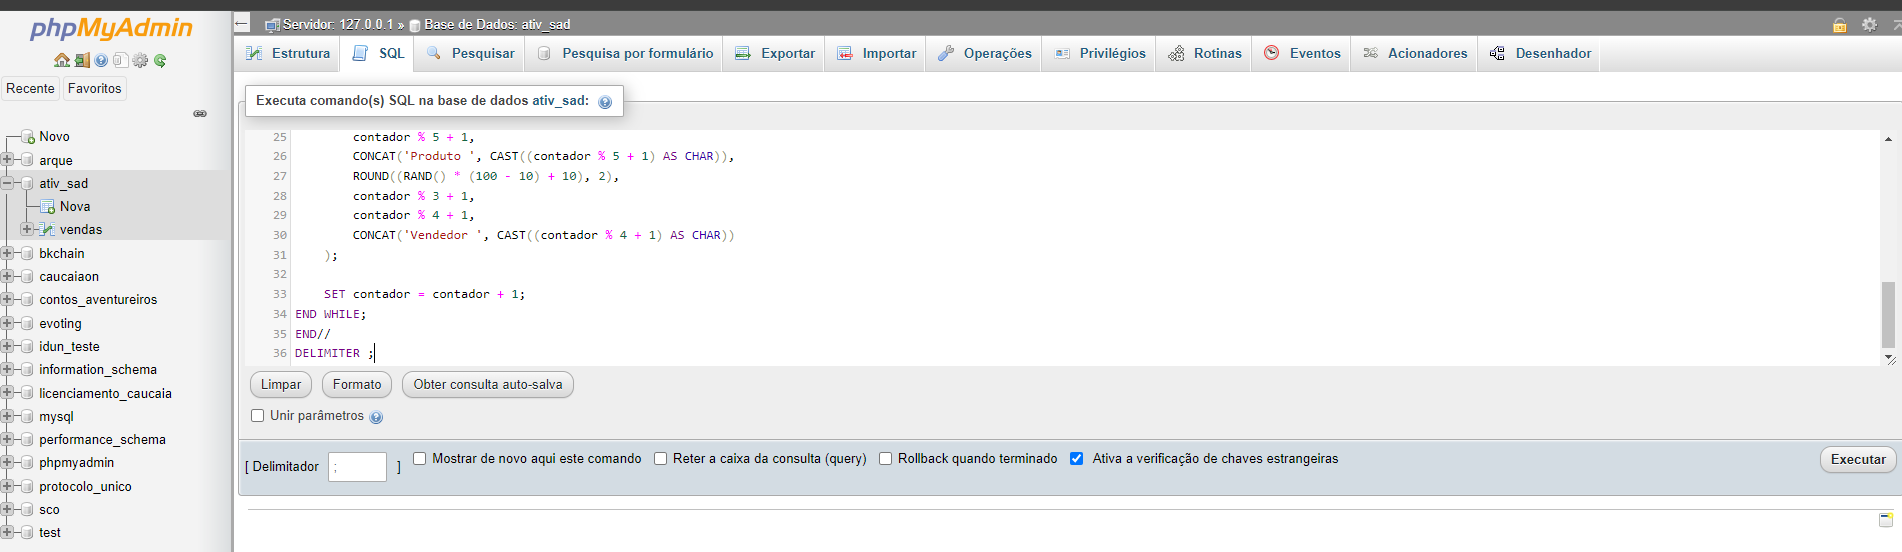 phpMyAdmin
Recente Favoritos
Novo
arque
ativ_sad
Nova
vendas
bkchain
caucaiaon
contos_aventureiros
evoting
idun_teste
information_schema
licenciamento_caucaia
mysql
performance_schema
phpmyadmin
protocolo_unico
sco
test
Servidor: 127.0.0.1 » Base de Dados: ativ_sad
Estrutura SQL Pesquisar Pesquisa por formulário Exportar Importar Operações Privilégios Rotinas Eventos Acionadores Desenhador
Executa comando(s) SQL na base de dados ativ_sad:
25 contador % 5 + 1,
26 CONCAT('Produto ', CAST((contador % 5 + 1) AS CHAR)),
27 ROUND((RAND() * (100 - 10) + 10), 2),
28 contador % 3 + 1,
29 contador % 4 + 1,
30 CONCAT('Vendedor ', CAST((contador % 4 + 1) AS CHAR))
31 );
32
33 SET contador = contador + 1;
34 END WHILE;
35 END//
36 DELIMITER ;
Limpar Formato Obter consulta auto-salva
Unir parâmetros
[ Delimitador ; ] Mostrar de novo aqui este comando Reter a caixa da consulta (query) Rollback quando terminado Ativa a verificação de chaves estrangeiras Executar